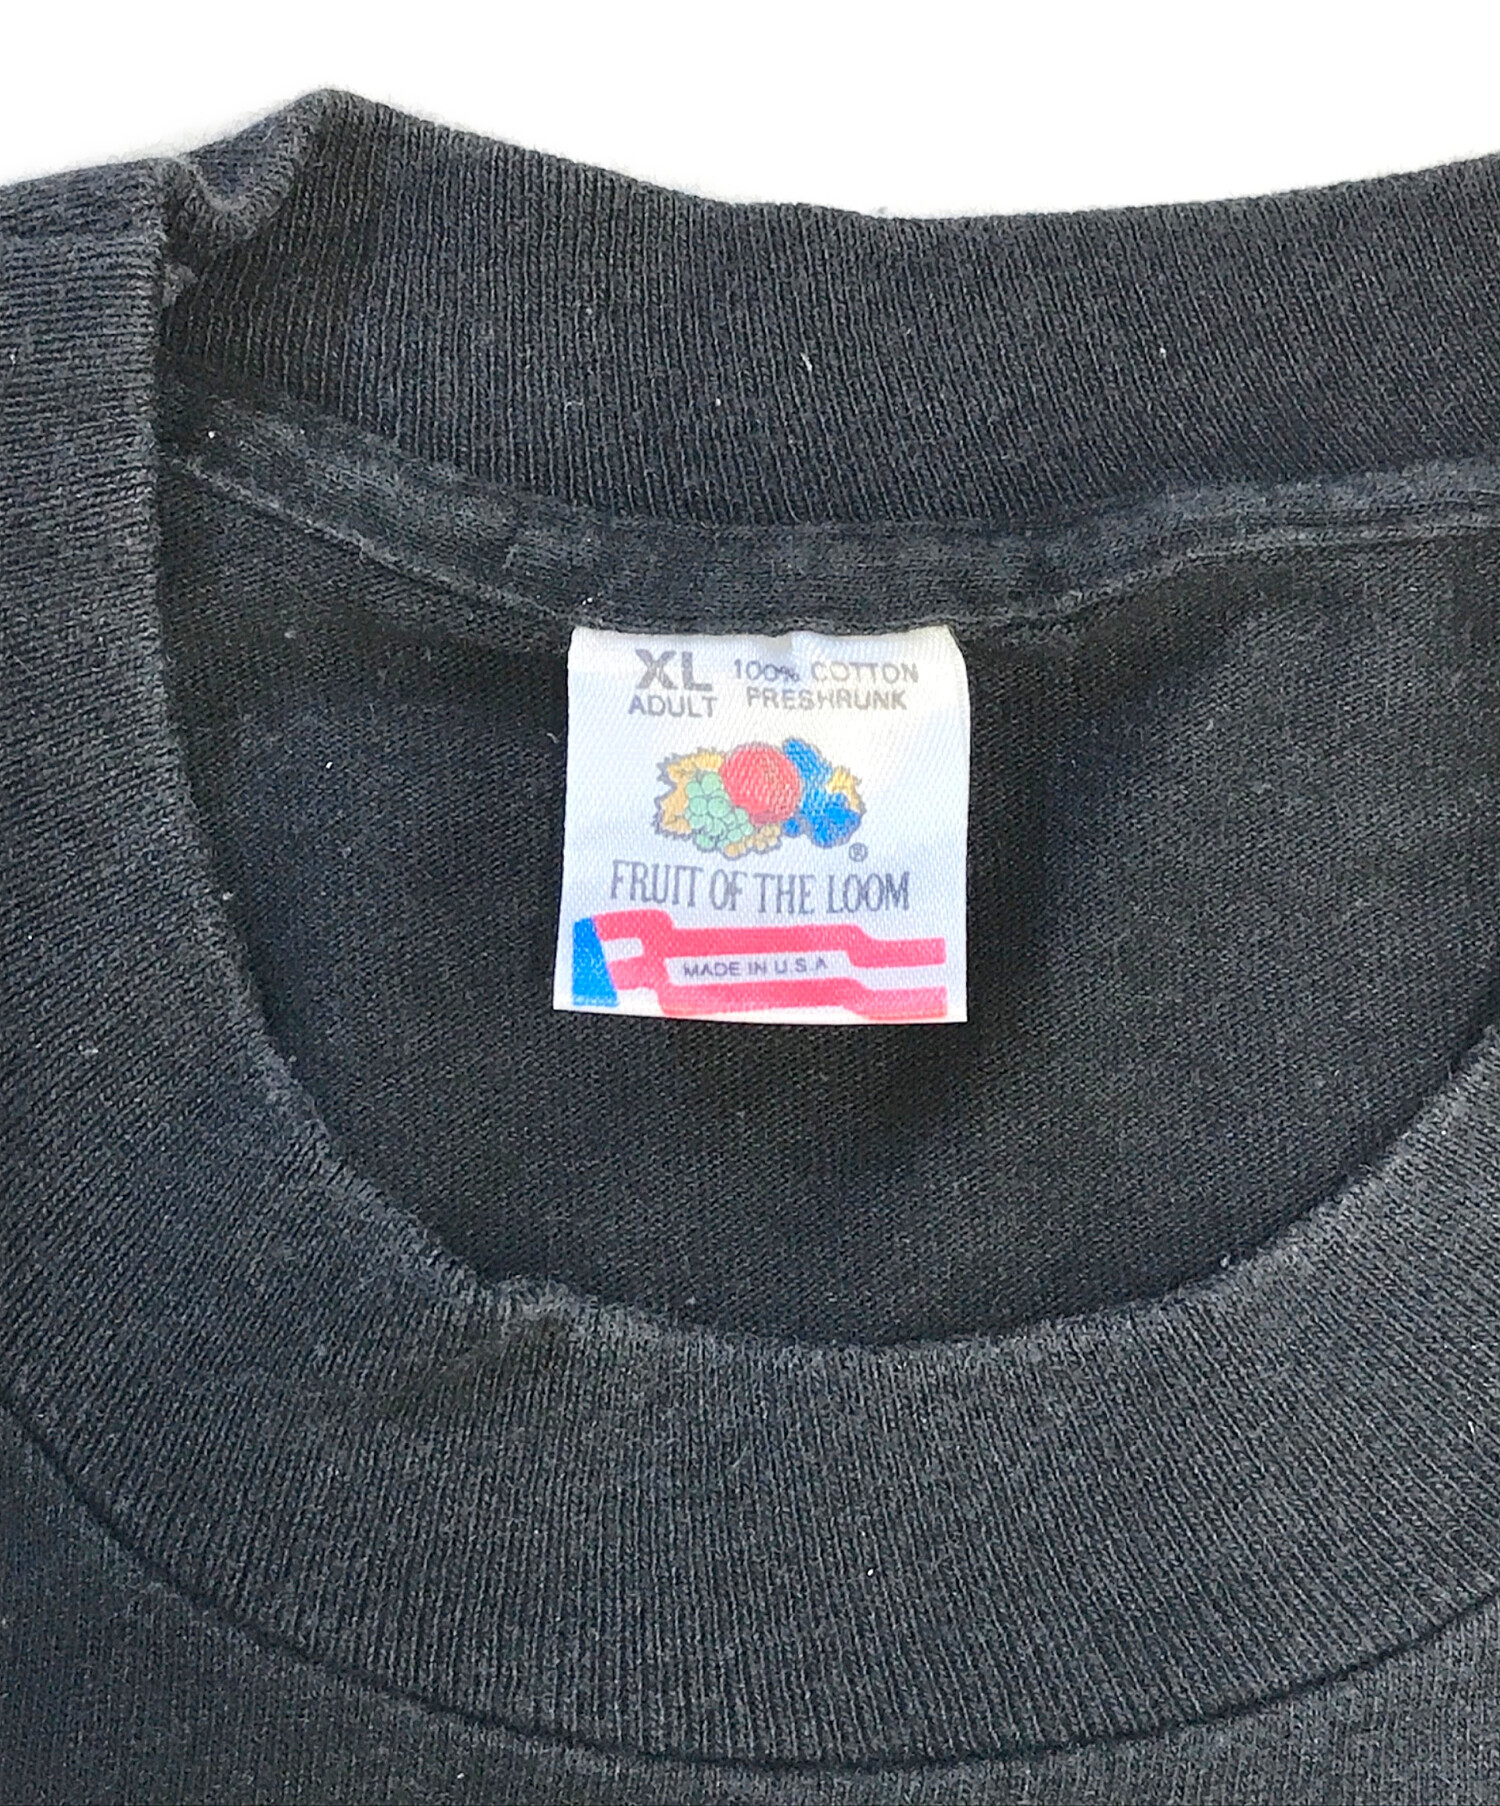 XL 100% COTTON
ADULT PRESHRUNK
®
FRUIT OF THE LOOM
MADE IN U.S.A